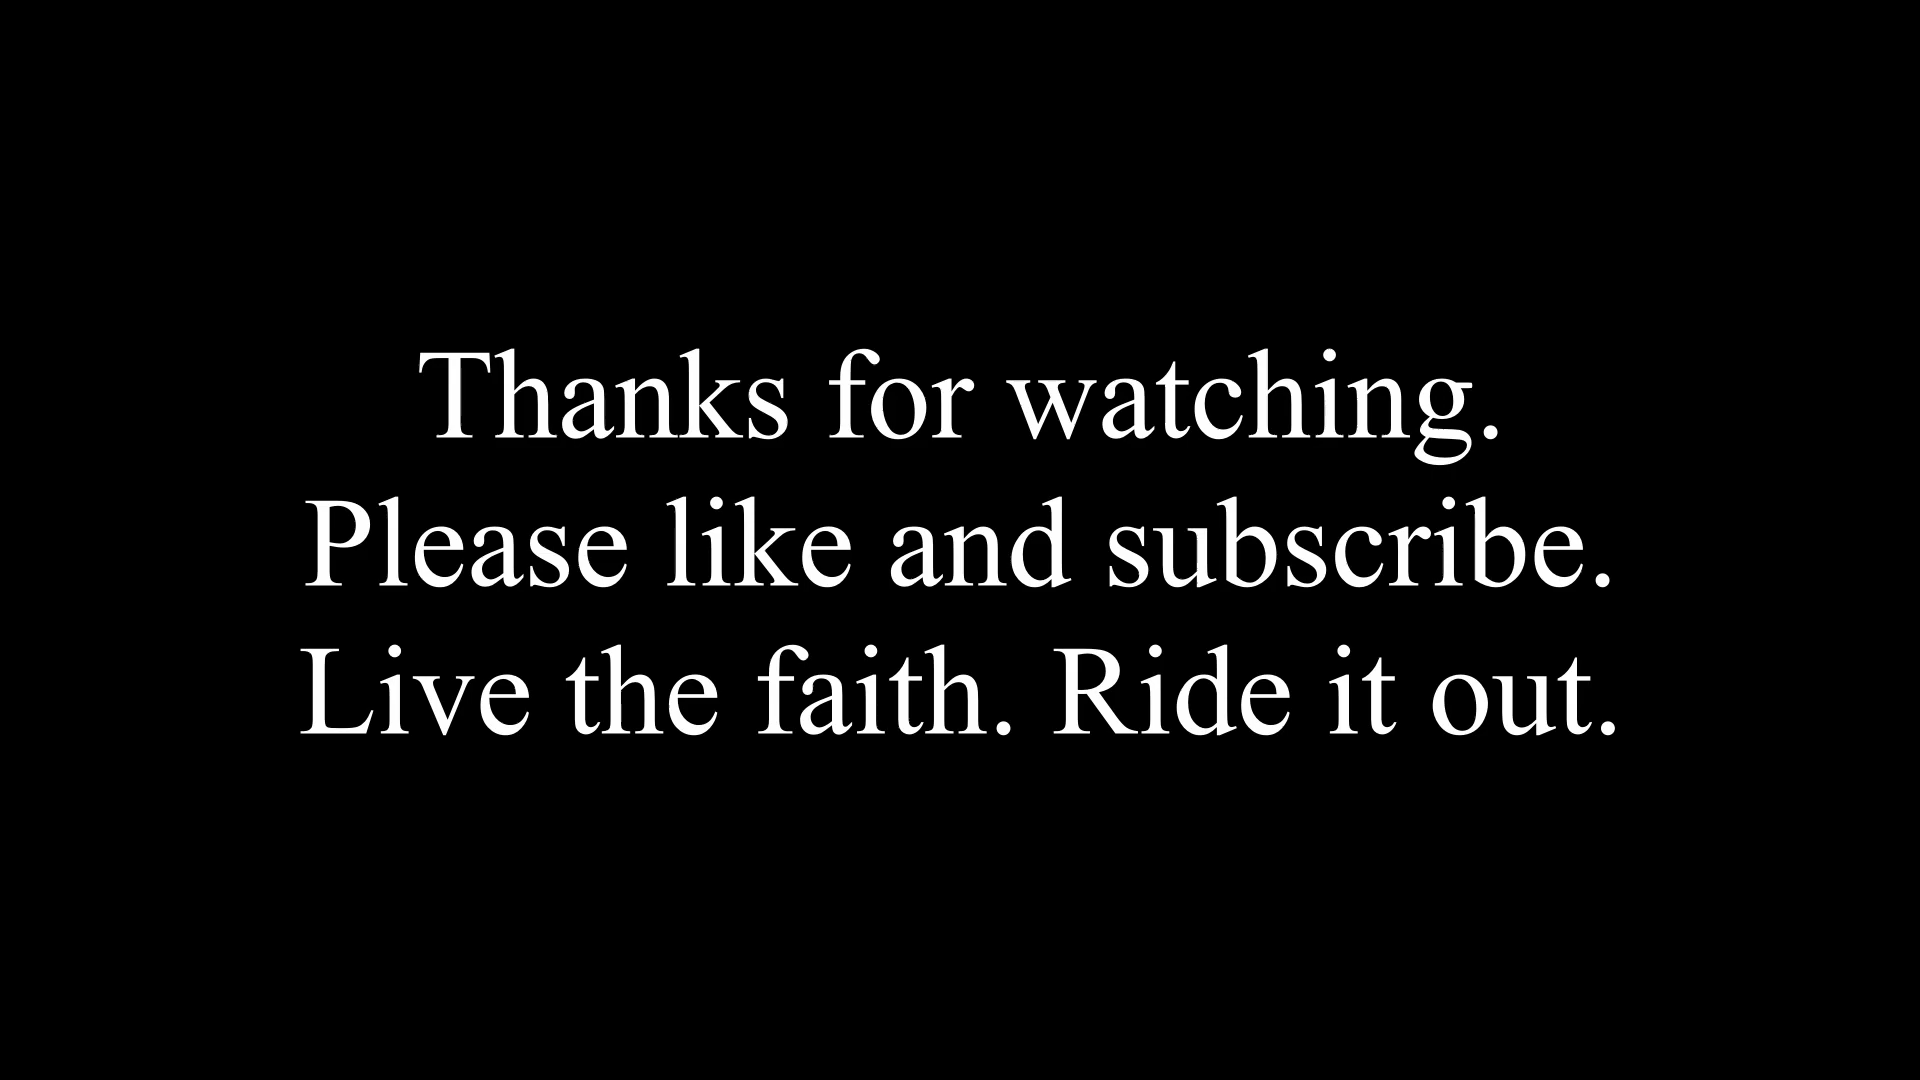 Thanks for watching.
Please like and subscribe.
Live the faith. Ride it out.